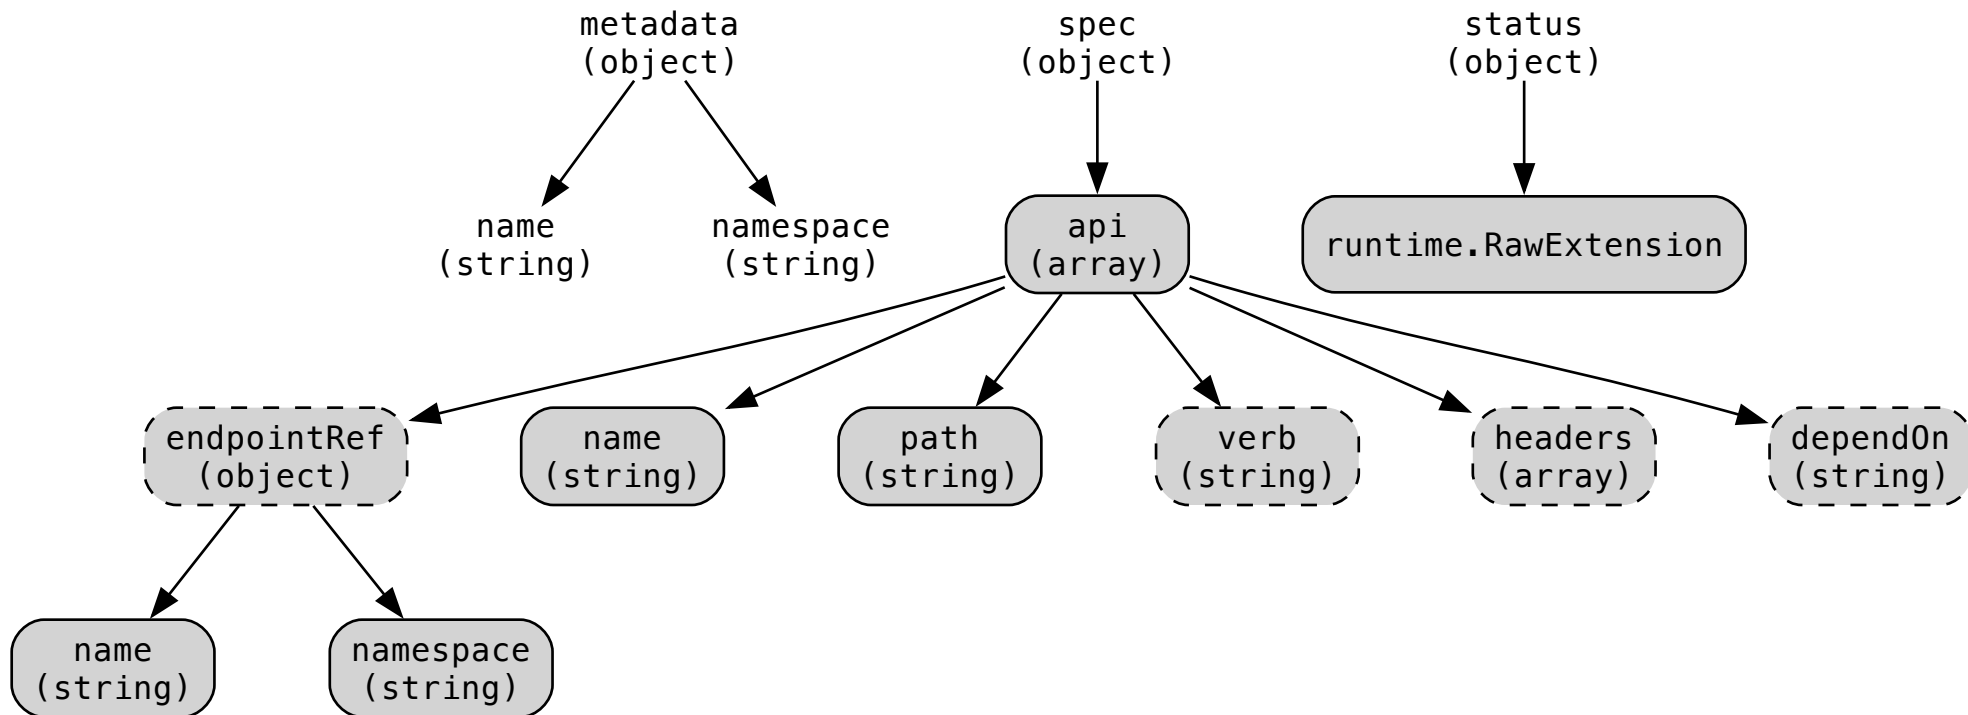 metadata
(object)
spec
(object)
status
(object)
name
(string)
namespace
(string)
api
(array)
runtime.RawExtension
endpointRef
(object)
name
(string)
path
(string)
verb
(string)
headers
(array)
dependOn
(string)
name
(string)
namespace
(string)